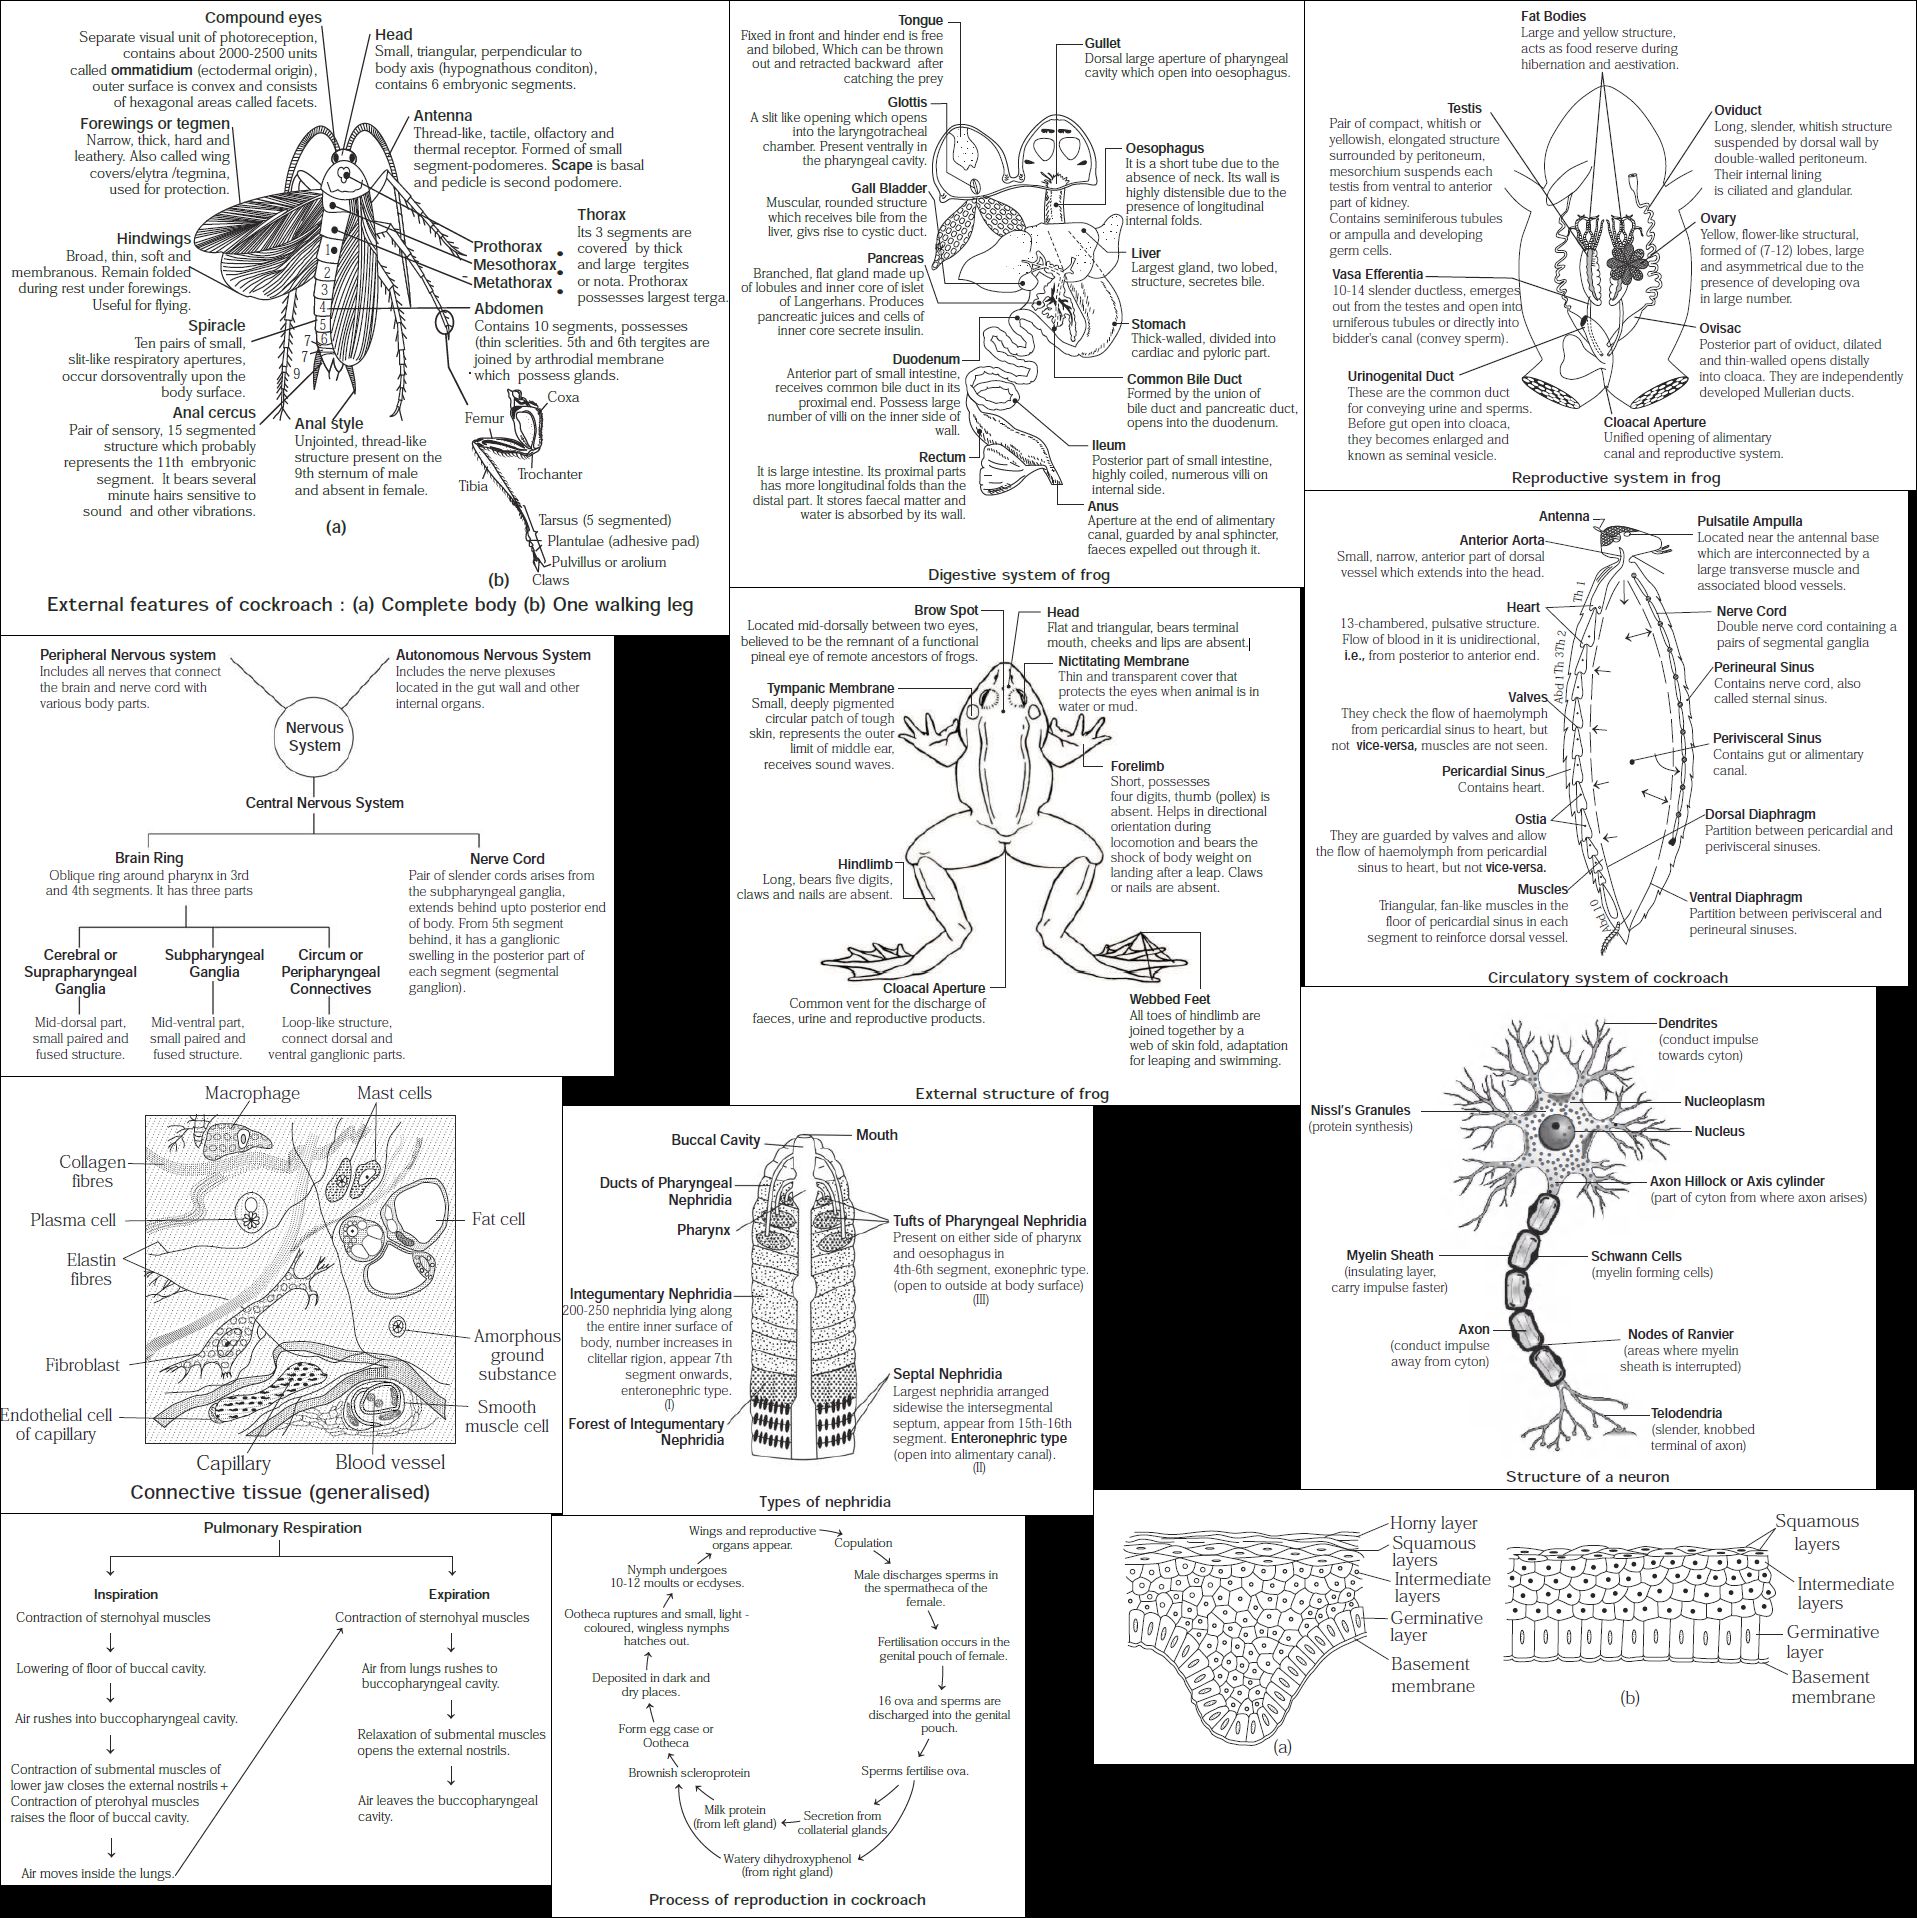 Compound eyes
Separate visual unit of photoreception,
contains about 2000-2500 units
called ommatidium (ectodermal origin),
outer surface is convex and consists
of hexagonal areas called facets.
Head
Small, triangular, perpendicular to
body axis (hypognathous conditon),
contains 6 embryonic segments.
Forewings or tegmen
Narrow, thick, hard and
leathery. Also called wing
covers/elytra /tegmina,
used for protection.
Antenna
Thread-like, tactile, olfactory and
thermal receptor. Formed of small
segment-podomeres. Scape is basal
and pedicle is second podomere.
Hindwings
Broad, thin, soft and
membranous. Remain folded
during rest under forewings.
Useful for flying.
Prothorax
Mesothorax
Metathorax
Thorax
Its 3 segments are
covered by thick
and large tergites
or nota. Prothorax
possesses largest terga.
Spiracle
Ten pairs of small,
slit-like respiratory apertures,
occur dorsoventrally upon the
body surface.
Abdomen
Contains 10 segments, possesses
(thin sclerities. 5th and 6th tergites are
joined by arthrodial membrane
which possess glands.
1
2
3
4
5
6
7
7
9
Anal cercus
Pair of sensory, 15 segmented
structure which probably
represents the 11th embryonic
segment. It bears several
minute hairs sensitive to
sound and other vibrations.
Anal style
Unjointed, thread-like
structure present on the
9th sternum of male
and absent in female.
(a)
Coxa
Femur
Trochanter
Tibia
Tarsus (5 segmented)
Plantulae (adhesive pad)
Pulvillus or arolium
Claws
(b)
External features of cockroach : (a) Complete body (b) One walking leg
Tongue
Fixed in front and hinder end is free
and bilobed, Which can be thrown
out and retracted backward after
catching the prey
Glottis
A slit like opening which opens
into the laryngotracheal
chamber. Present ventrally in
the pharyngeal cavity.
Gall Bladder
Muscular, rounded structure
which receives bile from the
liver, givs rise to cystic duct.
Pancreas
Branched, flat gland made up
of lobules and inner core of islet
of Langerhans. Produces
pancreatic juices and cells of
inner core secrete insulin.
Duodenum
Anterior part of small intestine,
receives common bile duct in its
proximal end. Possess large
number of villi on the inner side of
wall.
Rectum
It is large intestine. Its proximal parts
has more longitudinal folds than the
distal part. It stores faecal matter and
water is absorbed by its wall.
Gullet
Dorsal large aperture of pharyngeal
cavity which open into oesophagus.
Oesophagus
It is a short tube due to the
absence of neck. Its wall is
highly distensible due to the
presence of longitudinal
internal folds.
Liver
Largest gland, two lobed,
structure, secretes bile.
Stomach
Thick-walled, divided into
cardiac and pyloric part.
Common Bile Duct
Formed by the union of
bile duct and pancreatic duct,
opens into the duodenum.
Ileum
Posterior part of small intestine,
highly coiled, numerous villi on
internal side.
Anus
Aperture at the end of alimentary
canal, guarded by anal sphincter,
faeces expelled out through it.
Digestive system of frog
Fat Bodies
Large and yellow structure,
acts as food reserve during
hibernation and aestivation.
Testis
Pair of compact, whitish or
yellowish, elongated structure
surrounded by peritoneum,
mesorchium suspends each
testis from ventral to anterior
part of kidney.
Contains seminiferous tubules
or ampulla and developing
germ cells.
Vasa Efferentia
10-14 slender ductless, emerges
out from the testes and open into
urniferous tubules or directly into
bidder's canal (convey sperm).
Urinogenital Duct
These are the common duct
for conveying urine and sperms.
Before gut open into cloaca,
they becomes enlarged and
known as seminal vesicle.
Oviduct
Long, slender, whitish structure
suspended by dorsal wall by
double-walled peritoneum.
Their internal lining
is ciliated and glandular.
Ovary
Yellow, flower-like structural,
formed of (7-12) lobes, large
and asymmetrical due to the
presence of developing ova
in large number.
Ovisac
Posterior part of oviduct, dilated
and thin-walled opens distally
into cloaca. They are independently
developed Mullerian ducts.
Cloacal Aperture
Unified opening of alimentary
canal and reproductive system.
Reproductive system in frog
Antenna
Anterior Aorta
Small, narrow, anterior part of dorsal
vessel which extends into the head.
Heart
13-chambered, pulsative structure.
Flow of blood in it is unidirectional,
i.e., from posterior to anterior end.
Valves
They check the flow of haemolymph
from pericardial sinus to heart, but
not vice-versa, muscles are not seen.
Pericardial Sinus
Contains heart.
Ostia
They are guarded by valves and allow
the flow of haemolymph from pericardial
sinus to heart, but not vice-versa.
Muscles
Triangular, fan-like muscles in the
floor of pericardial sinus in each
segment to reinforce dorsal vessel.
Th 1
Abd 1Th 3Th 2
Abd 10
Pulsatile Ampulla
Located near the antennal base
which are interconnected by a
large transverse muscle and
associated blood vessels.
Nerve Cord
Double nerve cord containing a
pairs of segmental ganglia
Perineural Sinus
Contains nerve cord, also
called sternal sinus.
Perivisceral Sinus
Contains gut or alimentary
canal.
Dorsal Diaphragm
Partition between pericardial and
perivisceral sinuses.
Ventral Diaphragm
Partition between perivisceral and
perineural sinuses.
Circulatory system of cockroach
Peripheral Nervous system
Includes all nerves that connect
the brain and nerve cord with
various body parts.
Autonomous Nervous System
Includes the nerve plexuses
located in the gut wall and other
internal organs.
Nervous
System
Central Nervous System
Brain Ring
Oblique ring around pharynx in 3rd
and 4th segments. It has three parts
Nerve Cord
Pair of slender cords arises from
the subpharyngeal ganglia,
extends behind upto posterior end
of body. From 5th segment
behind, it has a ganglionic
swelling in the posterior part of
each segment (segmental
ganglion).
Cerebral or
Suprapharyngeal
Ganglia
Subpharyngeal
Ganglia
Circum or
Peripharyngeal
Connectives
Mid-dorsal part,
small paired and
fused structure.
Mid-ventral part,
small paired and
fused structure.
Loop-like structure,
connect dorsal and
ventral ganglionic parts.
Brow Spot
Located mid-dorsally between two eyes,
believed to be the remnant of a functional
pineal eye of remote ancestors of frogs.
Tympanic Membrane
Small, deeply pigmented
circular patch of tough
skin, represents the outer
limit of middle ear,
receives sound waves.
Hindlimb
Long, bears five digits,
claws and nails are absent.
Cloacal Aperture
Common vent for the discharge of
faeces, urine and reproductive products.
Head
Flat and triangular, bears terminal
mouth, cheeks and lips are absent.
Nictitating Membrane
Thin and transparent cover that
protects the eyes when animal is in
water or mud.
Forelimb
Short, possesses
four digits, thumb (pollex) is
absent. Helps in directional
orientation during
locomotion and bears the
shock of body weight on
landing after a leap. Claws
or nails are absent.
Webbed Feet
All toes of hindlimb are
joined together by a
web of skin fold, adaptation
for leaping and swimming.
External structure of frog
Dendrites
(conduct impulse
towards cyton)
Nissl's Granules
(protein synthesis)
Nucleoplasm
Nucleus
Axon Hillock or Axis cylinder
(part of cyton from where axon arises)
Myelin Sheath
(insulating layer,
carry impulse faster)
Schwann Cells
(myelin forming cells)
Axon
(conduct impulse
away from cyton)
Nodes of Ranvier
(areas where myelin
sheath is interrupted)
Telodendria
(slender, knobbed
terminal of axon)
Structure of a neuron
Macrophage
Mast cells
Collagen
fibres
Plasma cell
Elastin
fibres
Fibroblast
Endothelial cell
of capillary
Capillary
Blood vessel
Fat cell
Amorphous
ground
substance
Smooth
muscle cell
Connective tissue (generalised)
Buccal Cavity
Mouth
Ducts of Pharyngeal
Nephridia
Pharynx
Integumentary Nephridia
200-250 nephridia lying along
the entire inner surface of
body, number increases in
clitellar rigion, appear 7th
segment onwards,
enteronephric type.
(I)
Forest of Integumentary
Nephridia
Tufts of Pharyngeal Nephridia
Present on either side of pharynx
and oesophagus in
4th-6th segment, exonephric type.
(open to outside at body surface)
(III)
Septal Nephridia
Largest nephridia arranged
sidewise the intersegmental
septum, appear from 15th-16th
segment. Enteronephric type
(open into alimentary canal).
(II)
Types of nephridia
Pulmonary Respiration
Inspiration
Contraction of sternohyal muscles
Lowering of floor of buccal cavity.
Air rushes into buccopharyngeal cavity.
Contraction of submental muscles of
lower jaw closes the external nostrils +
Contraction of pterohyal muscles
raises the floor of buccal cavity.
Air moves inside the lungs.
Expiration
Contraction of sternohyal muscles
Air from lungs rushes to
buccopharyngeal cavity.
Relaxation of submental muscles
opens the external nostrils.
Air leaves the buccopharyngeal
cavity.
Wings and reproductive
organs appear.
Copulation
Male discharges sperms in
the spermatheca of the
female.
Fertilisation occurs in the
genital pouch of female.
16 ova and sperms are
discharged into the genital
pouch.
Sperms fertilise ova.
Secretion from
collaterial glands
Milk protein
(from left gland)
Watery dihydroxyphenol
(from right gland)
Brownish scleroprotein
Form egg case or
Ootheca
Deposited in dark and
dry places.
Ootheca ruptures and small, light -
coloured, wingless nymphs
hatches out.
Nymph undergoes
10-12 moults or ecdyses.
Process of reproduction in cockroach
Horny layer
Squamous
layers
Intermediate
layers
Germinative
layer
Basement
membrane
(a)
Squamous
layers
Intermediate
layers
Germinative
layer
Basement
membrane
(b)